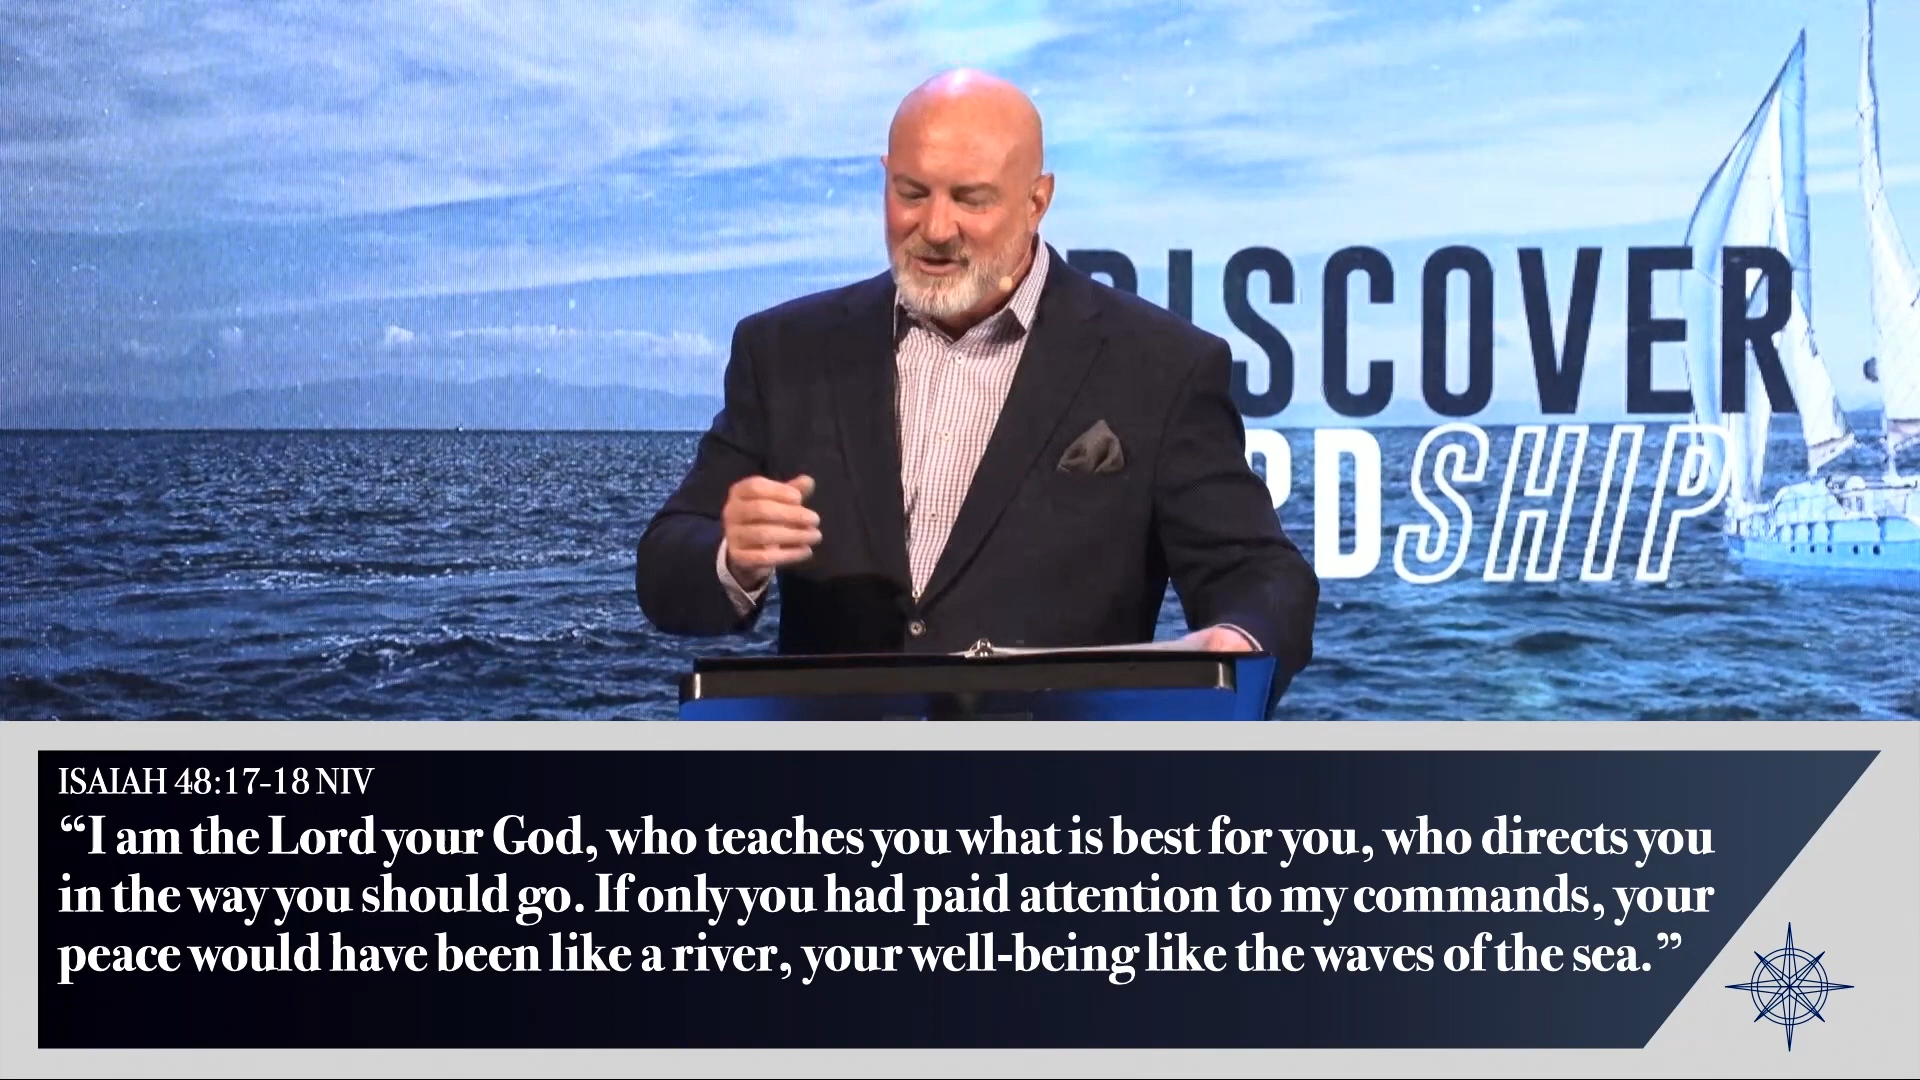 DISCOVER
SHIP
ISAIAH 48:17-18 NIV
“I am the Lord your God, who teaches you what is best for you, who directs you
in the way you should go. If only you had paid attention to my commands, your
peace would have been like a river, your well-being like the waves of the sea.”